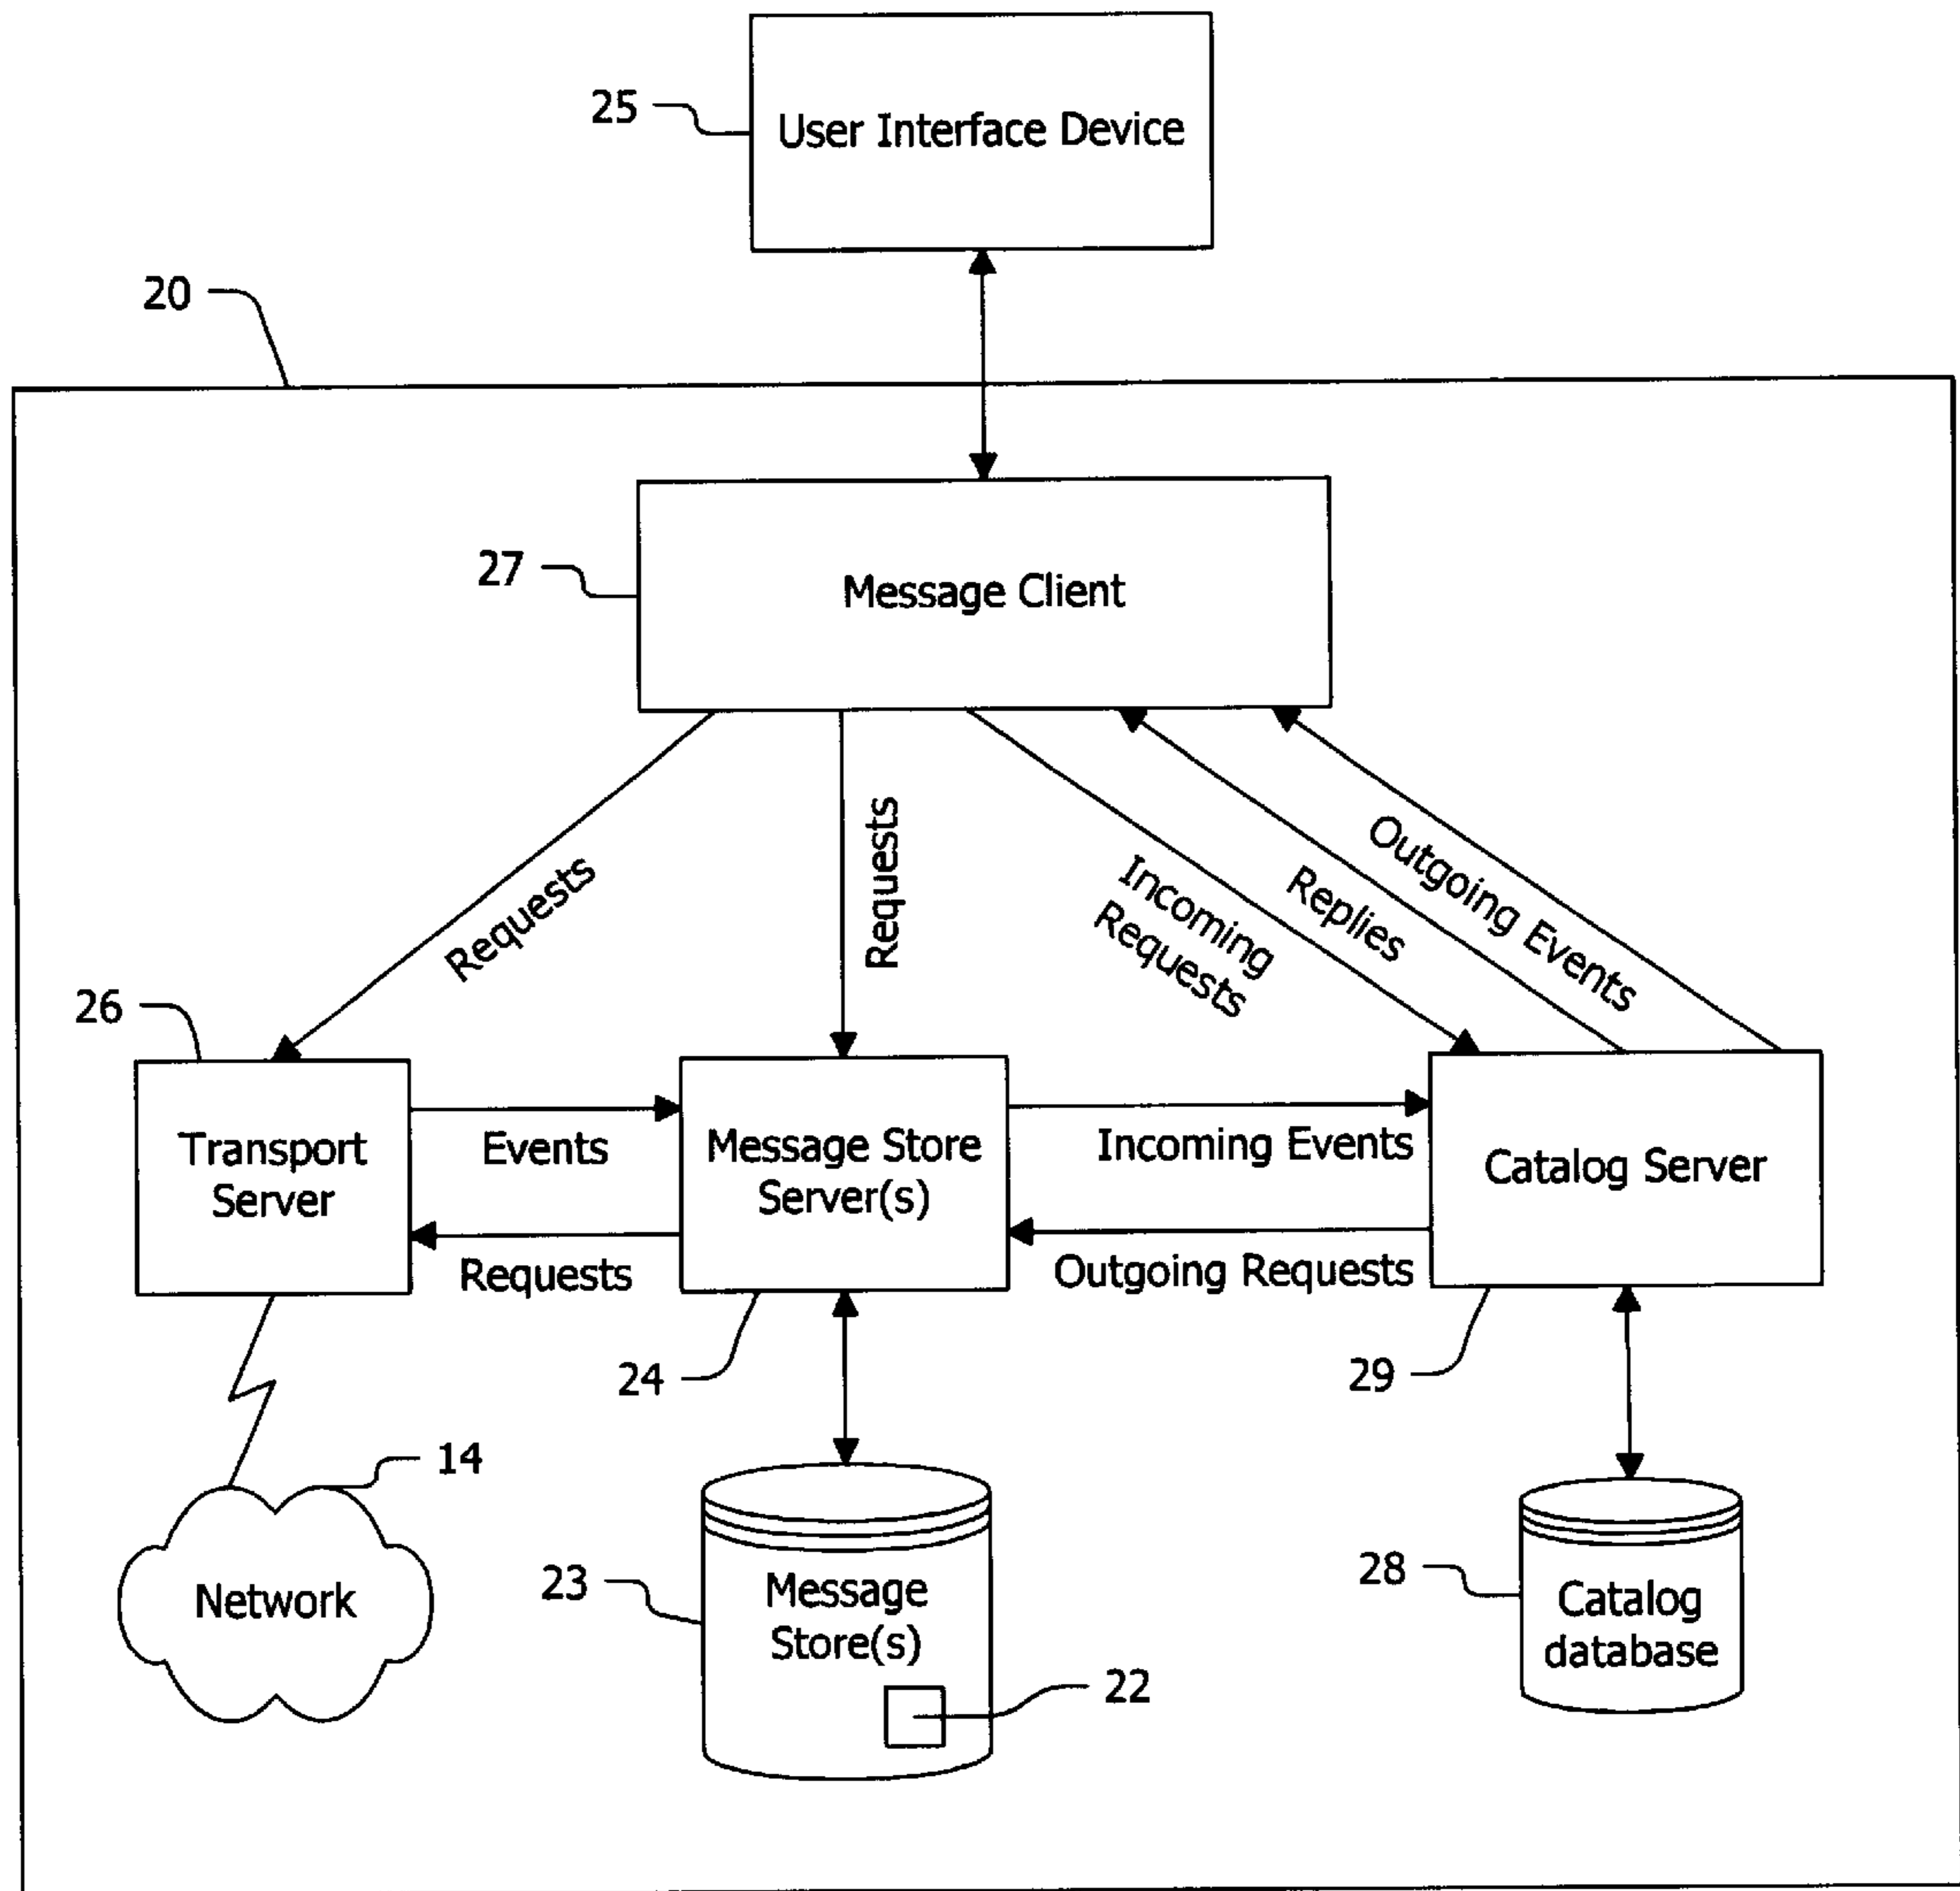 25
User Interface Device
20
27
Message Client
Requests
Requests
Incoming
Requests
Replies
Outgoing Events
26
Transport
Server
Events
Requests
Message Store
Server(s)
Incoming Events
Outgoing Requests
Catalog Server
24
29
14
Network
23
Message
Store(s)
22
28
Catalog
database